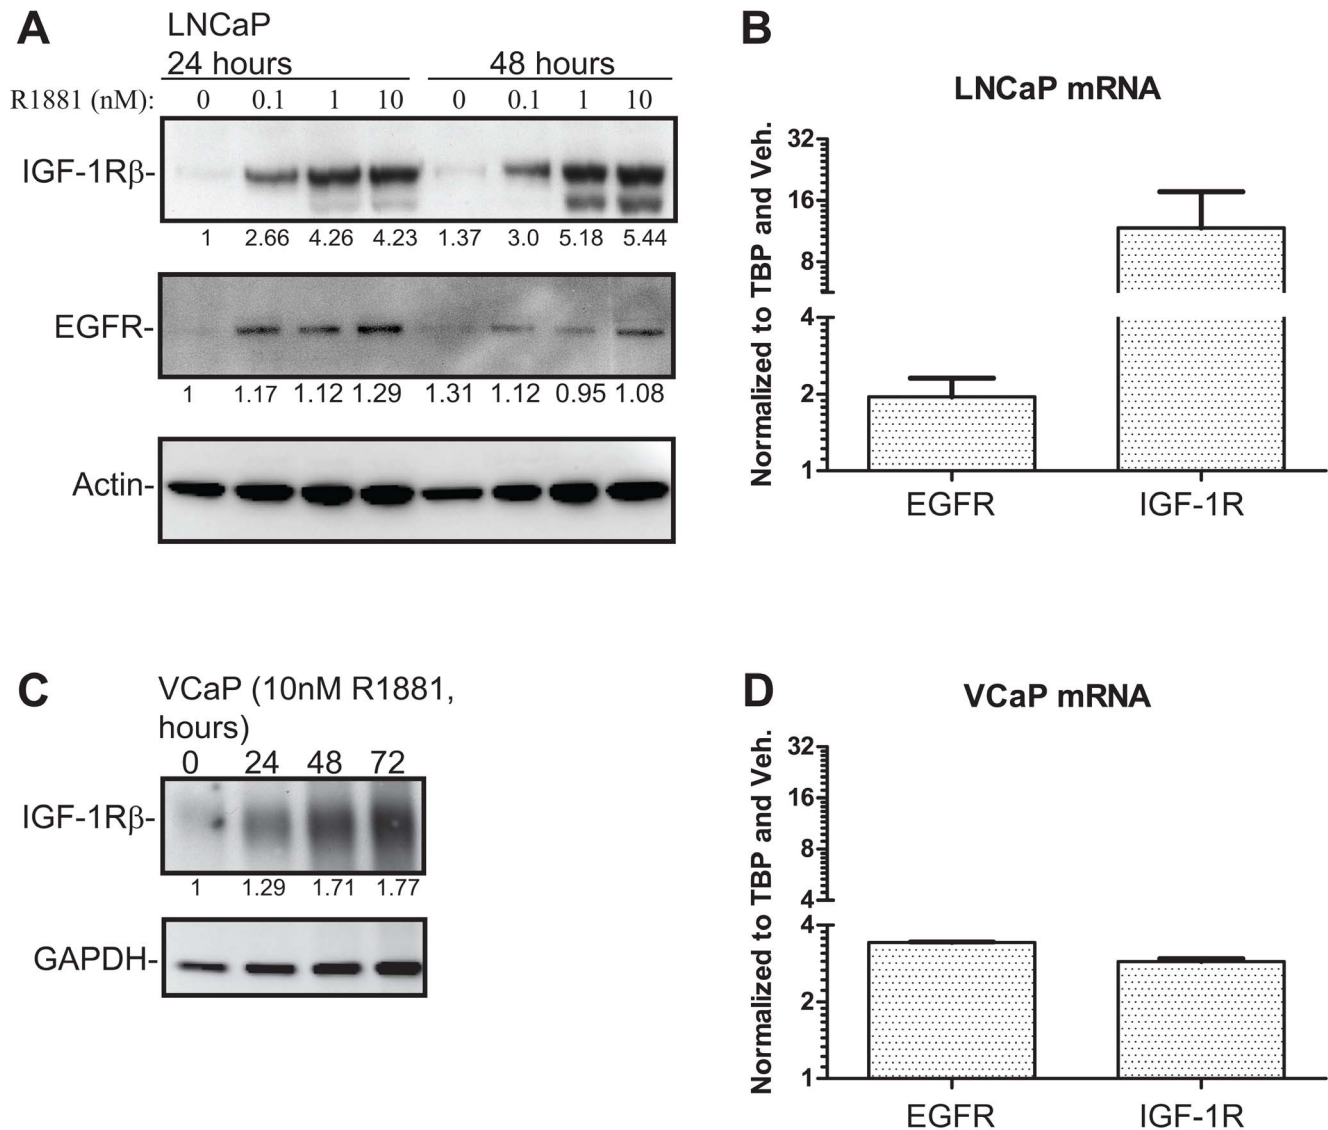 A
LNCaP
24 hours 48 hours
R1881 (nM): 0 0.1 1 10 0 0.1 1 10
IGF-1Rβ-
1 2.66 4.26 4.23 1.37 3.0 5.18 5.44
EGFR-
1 1.17 1.12 1.29 1.31 1.12 0.95 1.08
Actin-
B
LNCaP mRNA
Normalized to TBP and Veh.
32
16
8
4
2
1
EGFR IGF-1R
C
VCaP (10nM R1881,
hours)
0 24 48 72
IGF-1Rβ-
1 1.29 1.71 1.77
GAPDH-
D
VCaP mRNA
Normalized to TBP and Veh.
32
16
8
4
4
2
1
EGFR IGF-1R